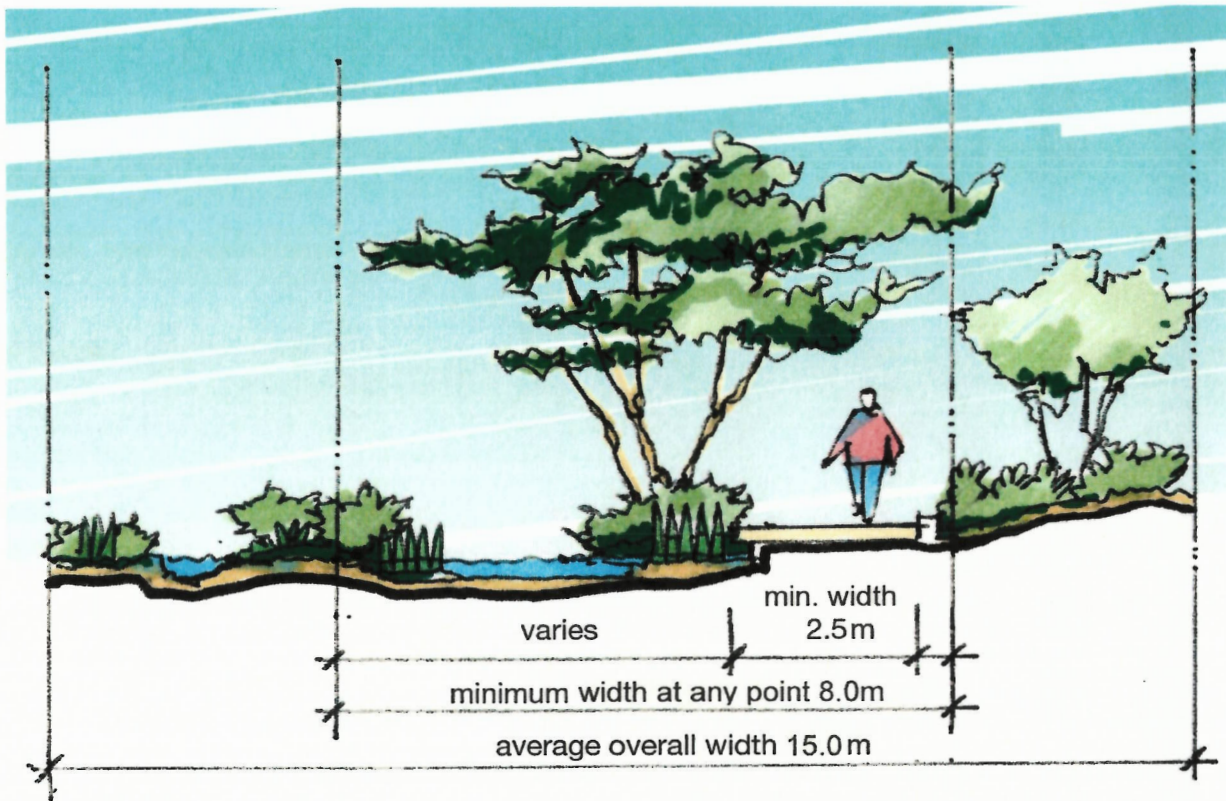 min. width
varies 2.5m
minimum width at any point 8.0m
average overall width 15.0m